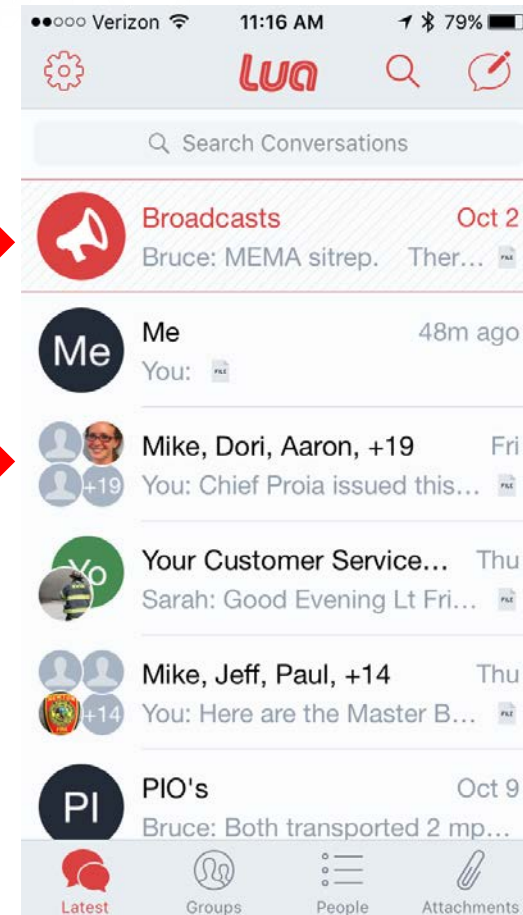 Verizon 11:16 AM 79%
Lua
Search Conversations
Broadcasts Oct 2
Bruce: MEMA sitrep. Ther... FILE
Me Me 48m ago
You: FILE
Mike, Dori, Aaron, +19 Fri
+19 You: Chief Proia issued this... FILE
Yo Your Customer Service... Thu
Sarah: Good Evening Lt Fri... FILE
Mike, Jeff, Paul, +14 Thu
+14 You: Here are the Master B... FILE
PI PIO's Oct 9
Bruce: Both transported 2 mp...
Latest Groups People Attachments